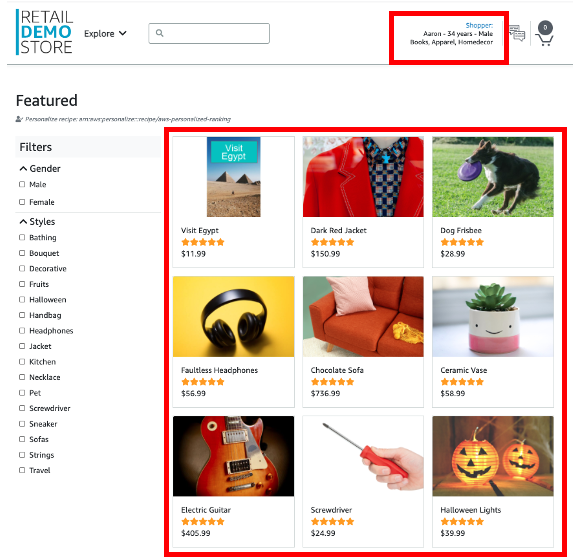 RETAIL
DEMO
STORE
Explore
Shopper:
Aaron - 34 years - Male
Books, Apparel, Homedecor
0
Featured
Personalize recipe: arn:aws:personalize:::recipe/aws-personalized-ranking
Filters
Gender
Male
Female
Styles
Bathing
Bouquet
Decorative
Fruits
Halloween
Handbag
Headphones
Jacket
Kitchen
Necklace
Pet
Screwdriver
Sneaker
Sofas
Strings
Travel
Visit
Egypt
Visit Egypt
$11.99
Dark Red Jacket
$150.99
Dog Frisbee
$28.99
Faultless Headphones
$56.99
Chocolate Sofa
$736.99
Ceramic Vase
$58.99
Electric Guitar
$405.99
Screwdriver
$24.99
Halloween Lights
$39.99